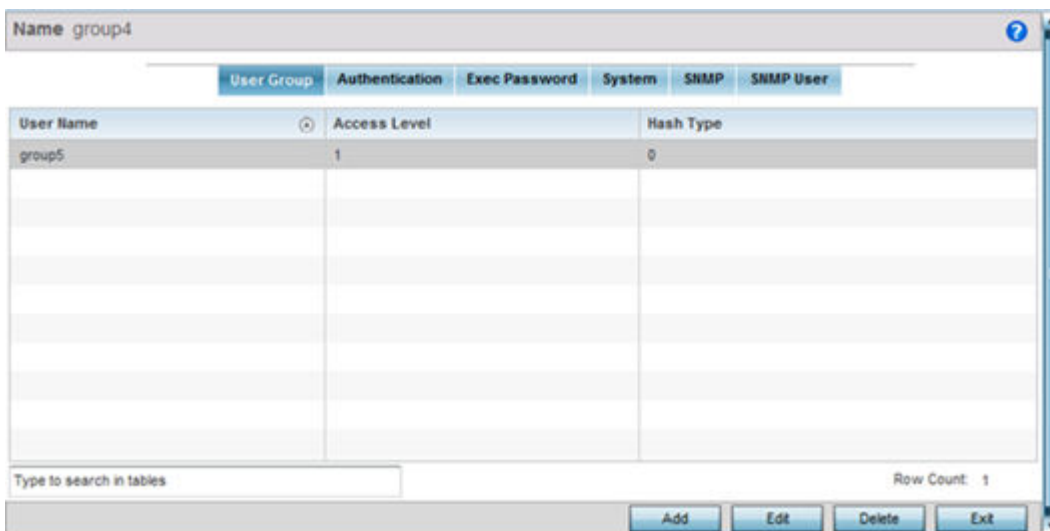 Name group4
?
User Group Authentication Exec Password System SNMP SNMP User
User Name Access Level Hash Type
group5 1 0
Type to search in tables Row Count: 1
Add Edit Delete Exit